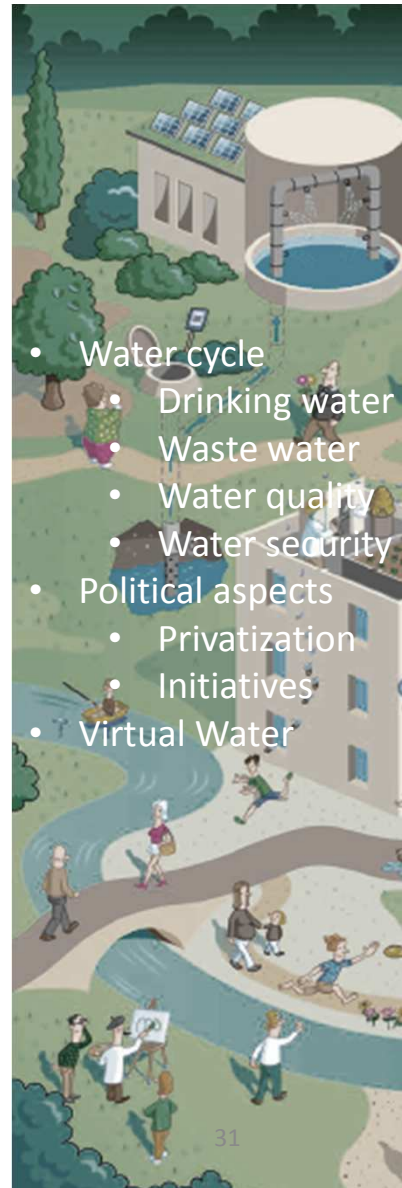 • Water cycle
• Drinking water
• Waste water
• Water quality
• Water security
• Political aspects
• Privatization
• Initiatives
• Virtual Water
31